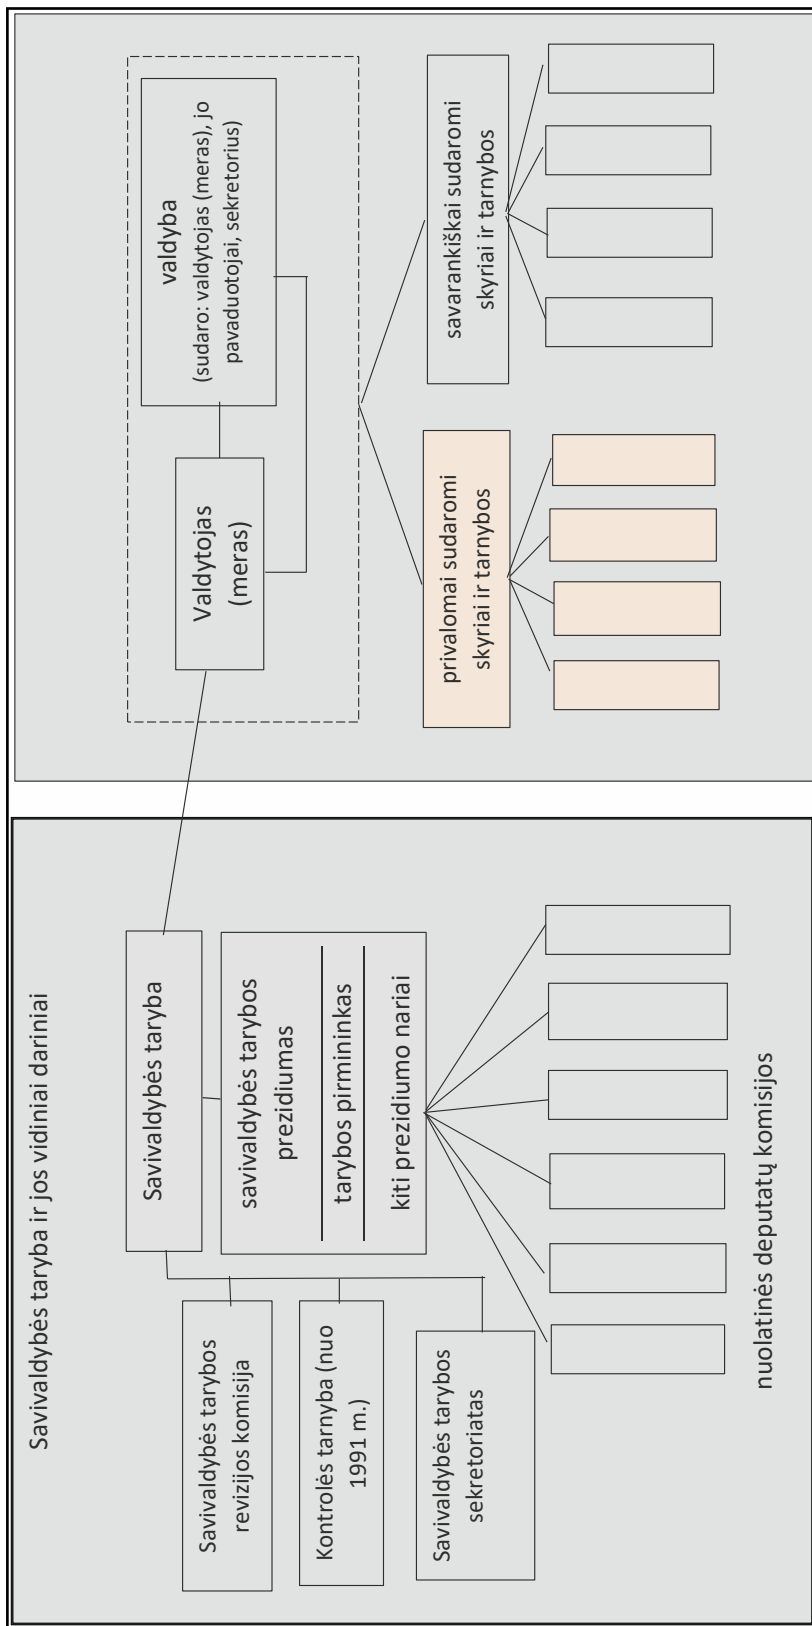 Savivaldybės taryba ir jos vidiniai dariniai
Savivaldybės taryba
savivaldybės tarybos
prezidiumas
tarybos pirmininkas
kiti prezidiumo nariai
Savivaldybės tarybos
revizijos komisija
Kontrolės tarnyba (nuo
1991 m.)
Savivaldybės tarybos
sekretoriatas
nuolatinės deputatų komisijos
Valdytojas
(meras)
valdyba
(sudaro: valdytojas (meras), jo
pavaduotojai, sekretorius)
privalomai sudaromi
skyriai ir tarnybos
savarankiškai sudaromi
skyriai ir tarnybos